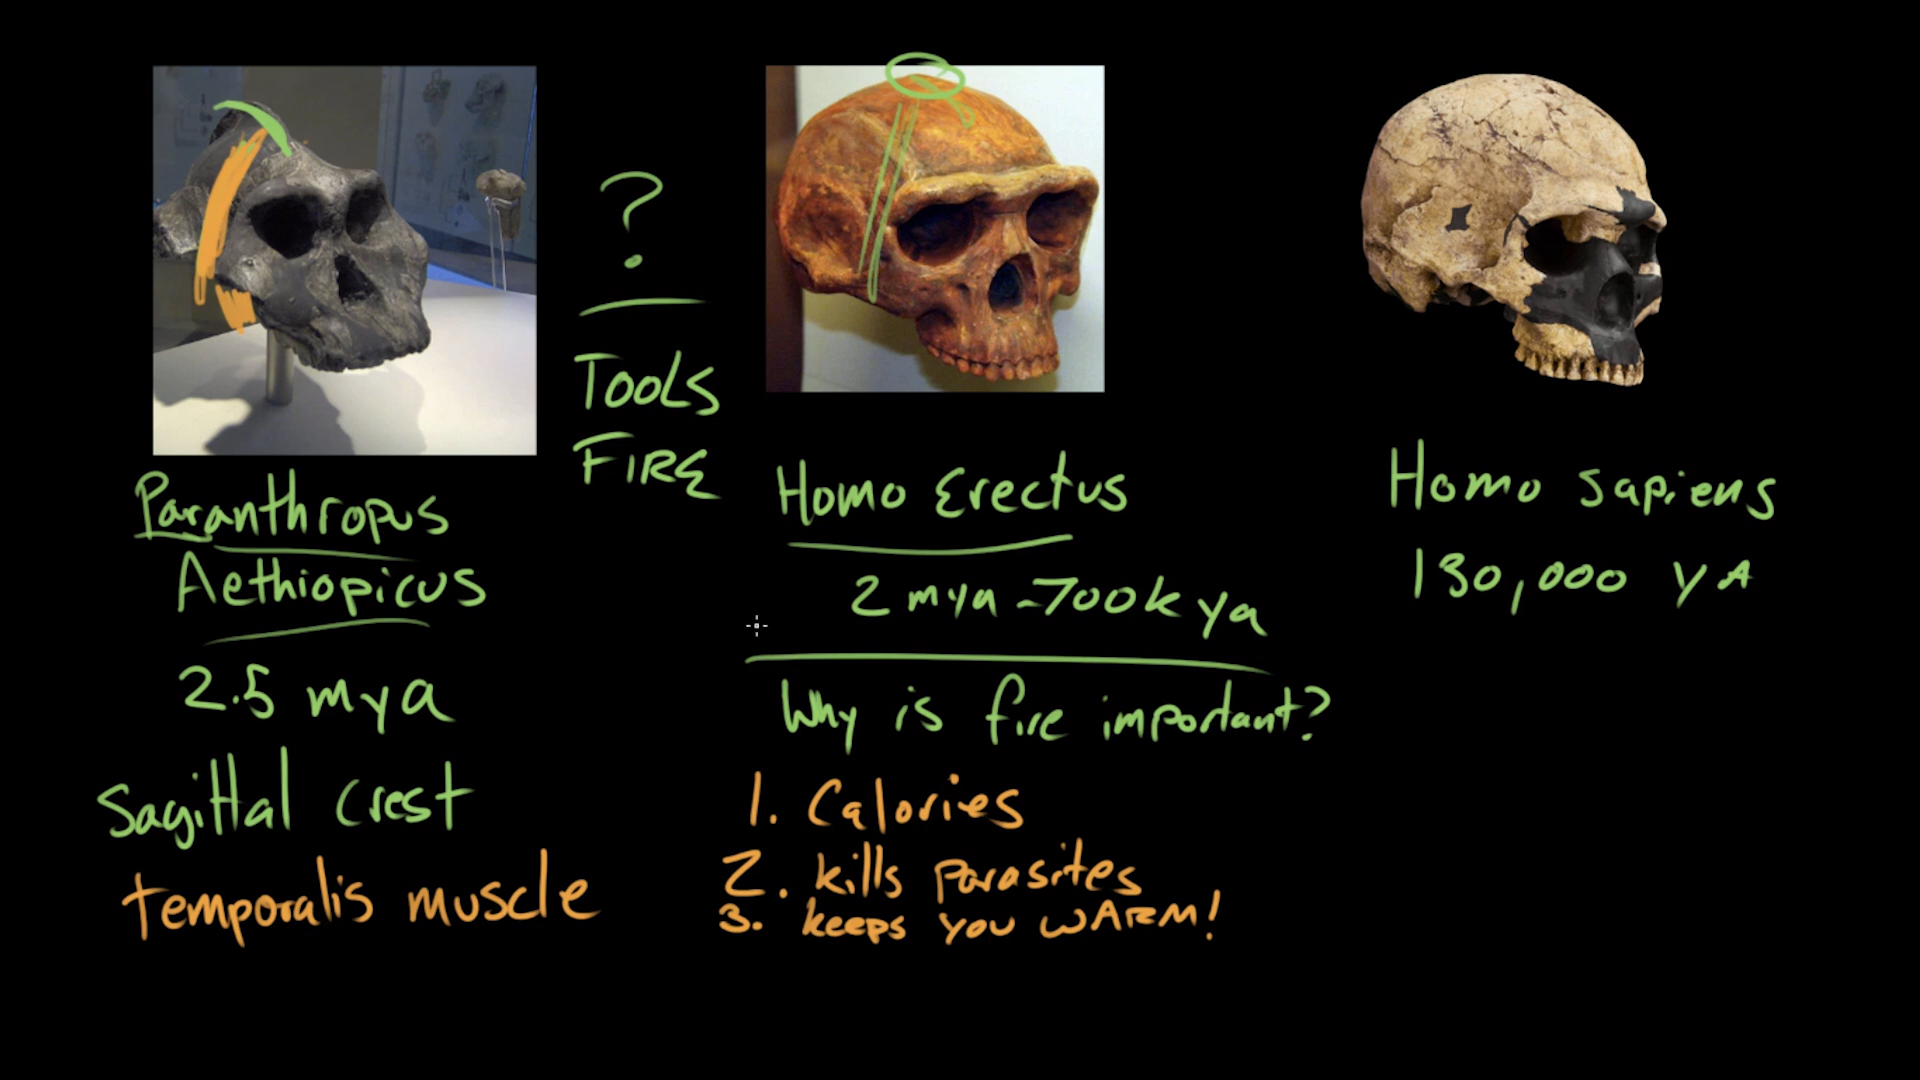 Paranthropus
Aethiopicus
2.5 mya
Sagittal crest
temporalis muscle
?
TOOLS
FIRE
Homo Erectus
2 mya - 700k ya
Why is fire important?
1. Calories
2. kills parasites
3. keeps you WARM!
Homo sapiens
130,000 YA